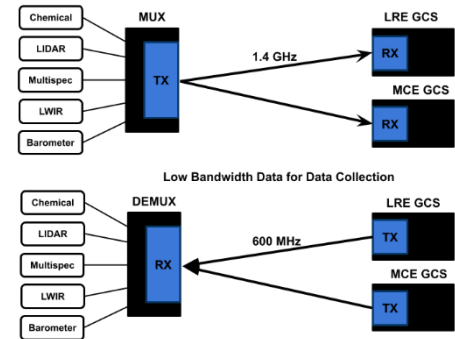 MUX
LRE GCS
Chemical
LIDAR
Multispec
LWIR
Barometer
TX
1.4 GHz
RX
MCE GCS
RX
Low Bandwidth Data for Data Collection
DEMUX
LRE GCS
Chemical
LIDAR
Multispec
LWIR
Barometer
RX
600 MHz
TX
MCE GCS
TX